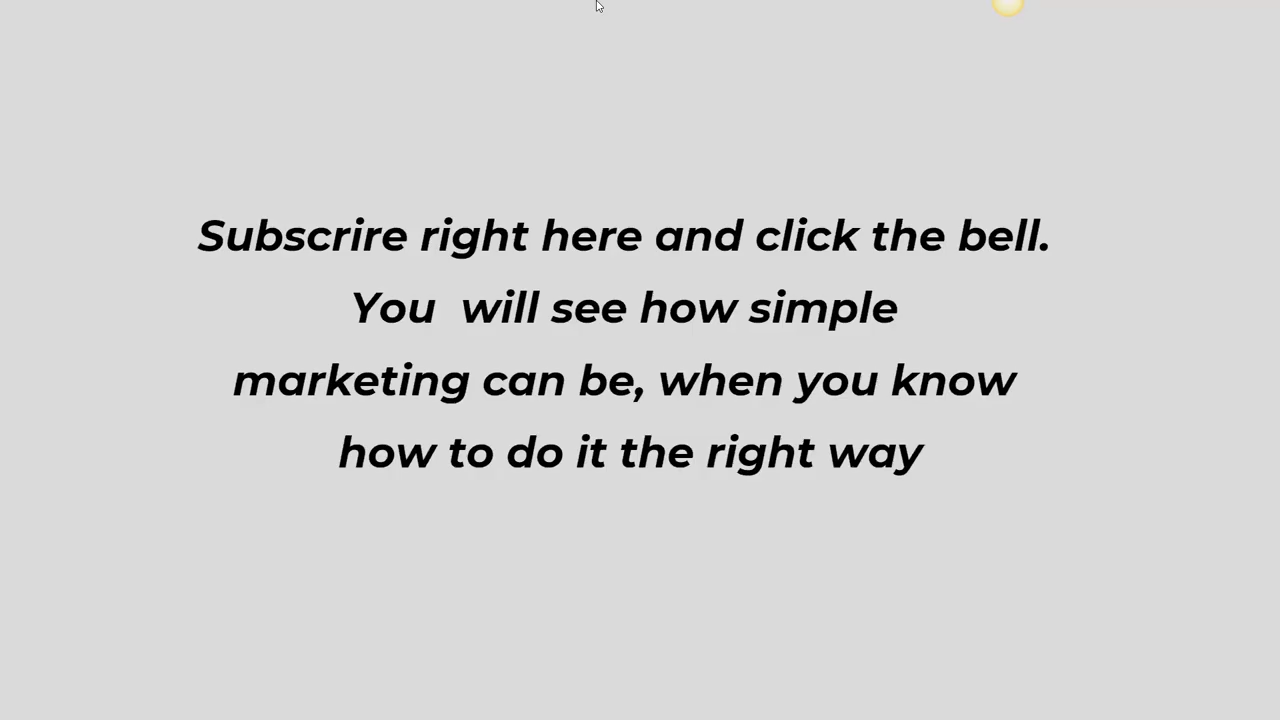 Subscrire right here and click the bell.
You  will see how simple
marketing can be, when you know
how to do it the right way